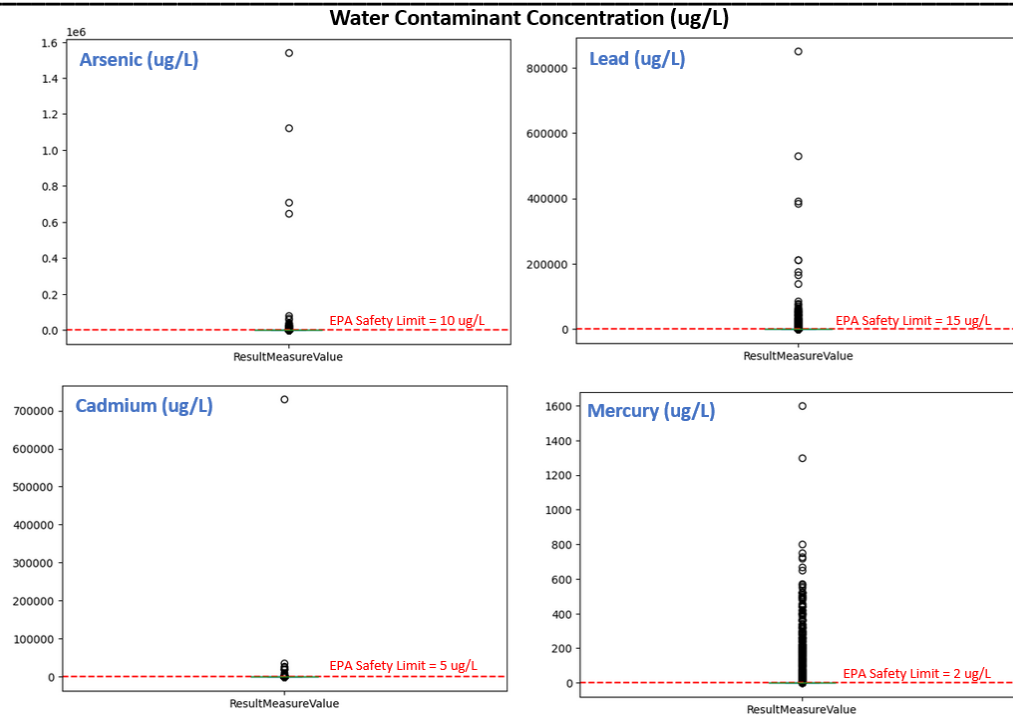 Water Contaminant Concentration (ug/L)
1e6
Arsenic (ug/L)
1.6
1.4
1.2
1.0
0.8
0.6
0.4
0.2
0.0
EPA Safety Limit = 10 ug/L
ResultMeasureValue
Lead (ug/L)
800000
600000
400000
200000
0
EPA Safety Limit = 15 ug/L
ResultMeasureValue
Cadmium (ug/L)
700000
600000
500000
400000
300000
200000
100000
0
EPA Safety Limit = 5 ug/L
ResultMeasureValue
Mercury (ug/L)
1600
1400
1200
1000
800
600
400
200
0
EPA Safety Limit = 2 ug/L
ResultMeasureValue